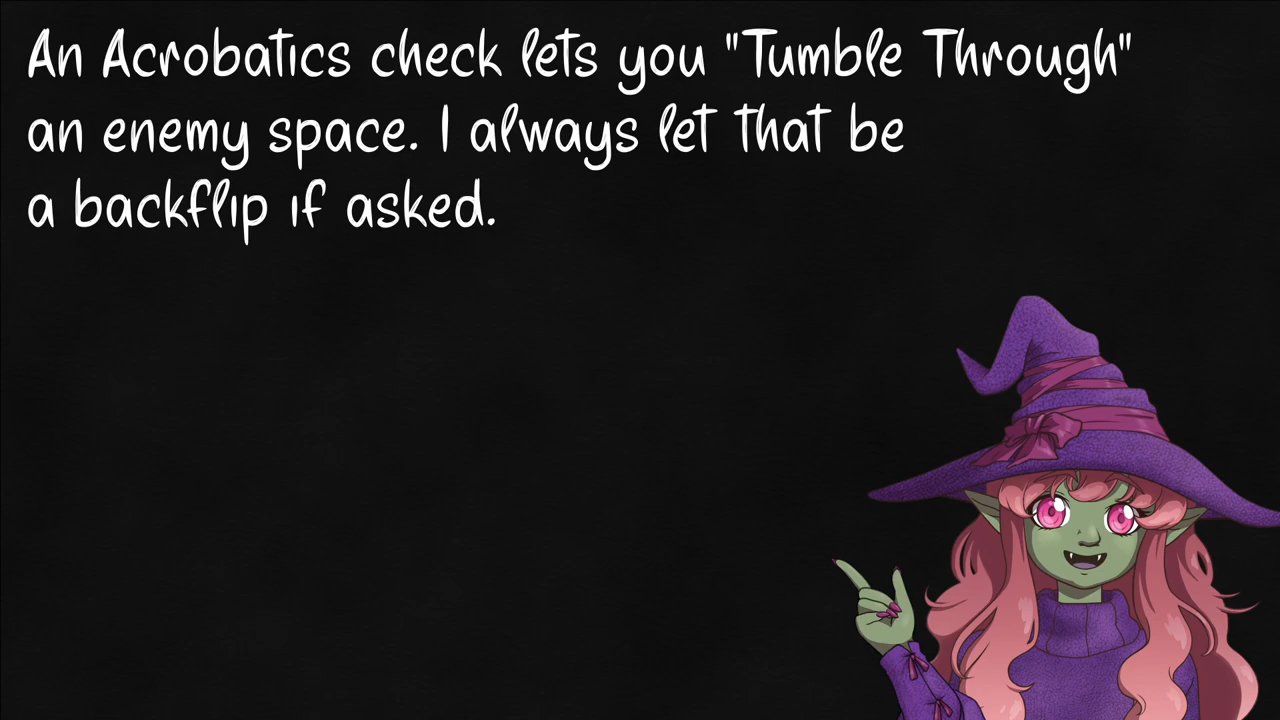 An Acrobatics check lets you "Tumble Through"
an enemy space. I always let that be
a backflip if asked.